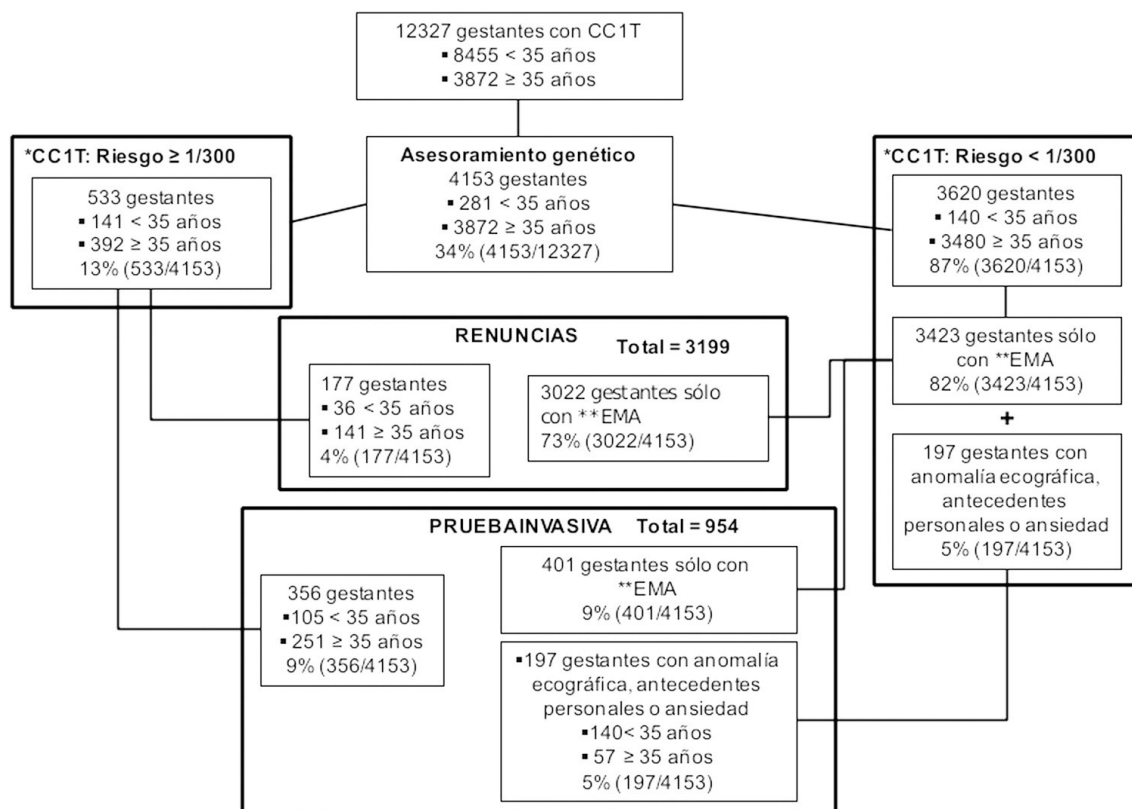 12327 gestantes con CC1T
▪ 8455 < 35 años
▪ 3872 ≥ 35 años
*CC1T: Riesgo ≥ 1/300
533 gestantes
▪ 141 < 35 años
▪ 392 ≥ 35 años
13% (533/4153)
Asesoramiento genético
4153 gestantes
▪ 281 < 35 años
▪ 3872 ≥ 35 años
34% (4153/12327)
*CC1T: Riesgo < 1/300
3620 gestantes
▪ 140 < 35 años
▪ 3480 ≥ 35 años
87% (3620/4153)
3423 gestantes sólo
con **EMA
82% (3423/4153)
+
197 gestantes con
anomalía ecográfica,
antecedentes
personales o ansiedad
5% (197/4153)
RENUNCIAS Total = 3199
177 gestantes
▪ 36 < 35 años
▪ 141 ≥ 35 años
4% (177/4153)
3022 gestantes sólo
con **EMA
73% (3022/4153)
PRUEBAINVASIVA Total = 954
356 gestantes
▪105 < 35 años
▪251 ≥ 35 años
9% (356/4153)
401 gestantes sólo con
**EMA
9% (401/4153)
▪197 gestantes con anomalía
ecográfica, antecedentes
personales o ansiedad
▪140< 35 años
▪57 ≥ 35 años
5% (197/4153)